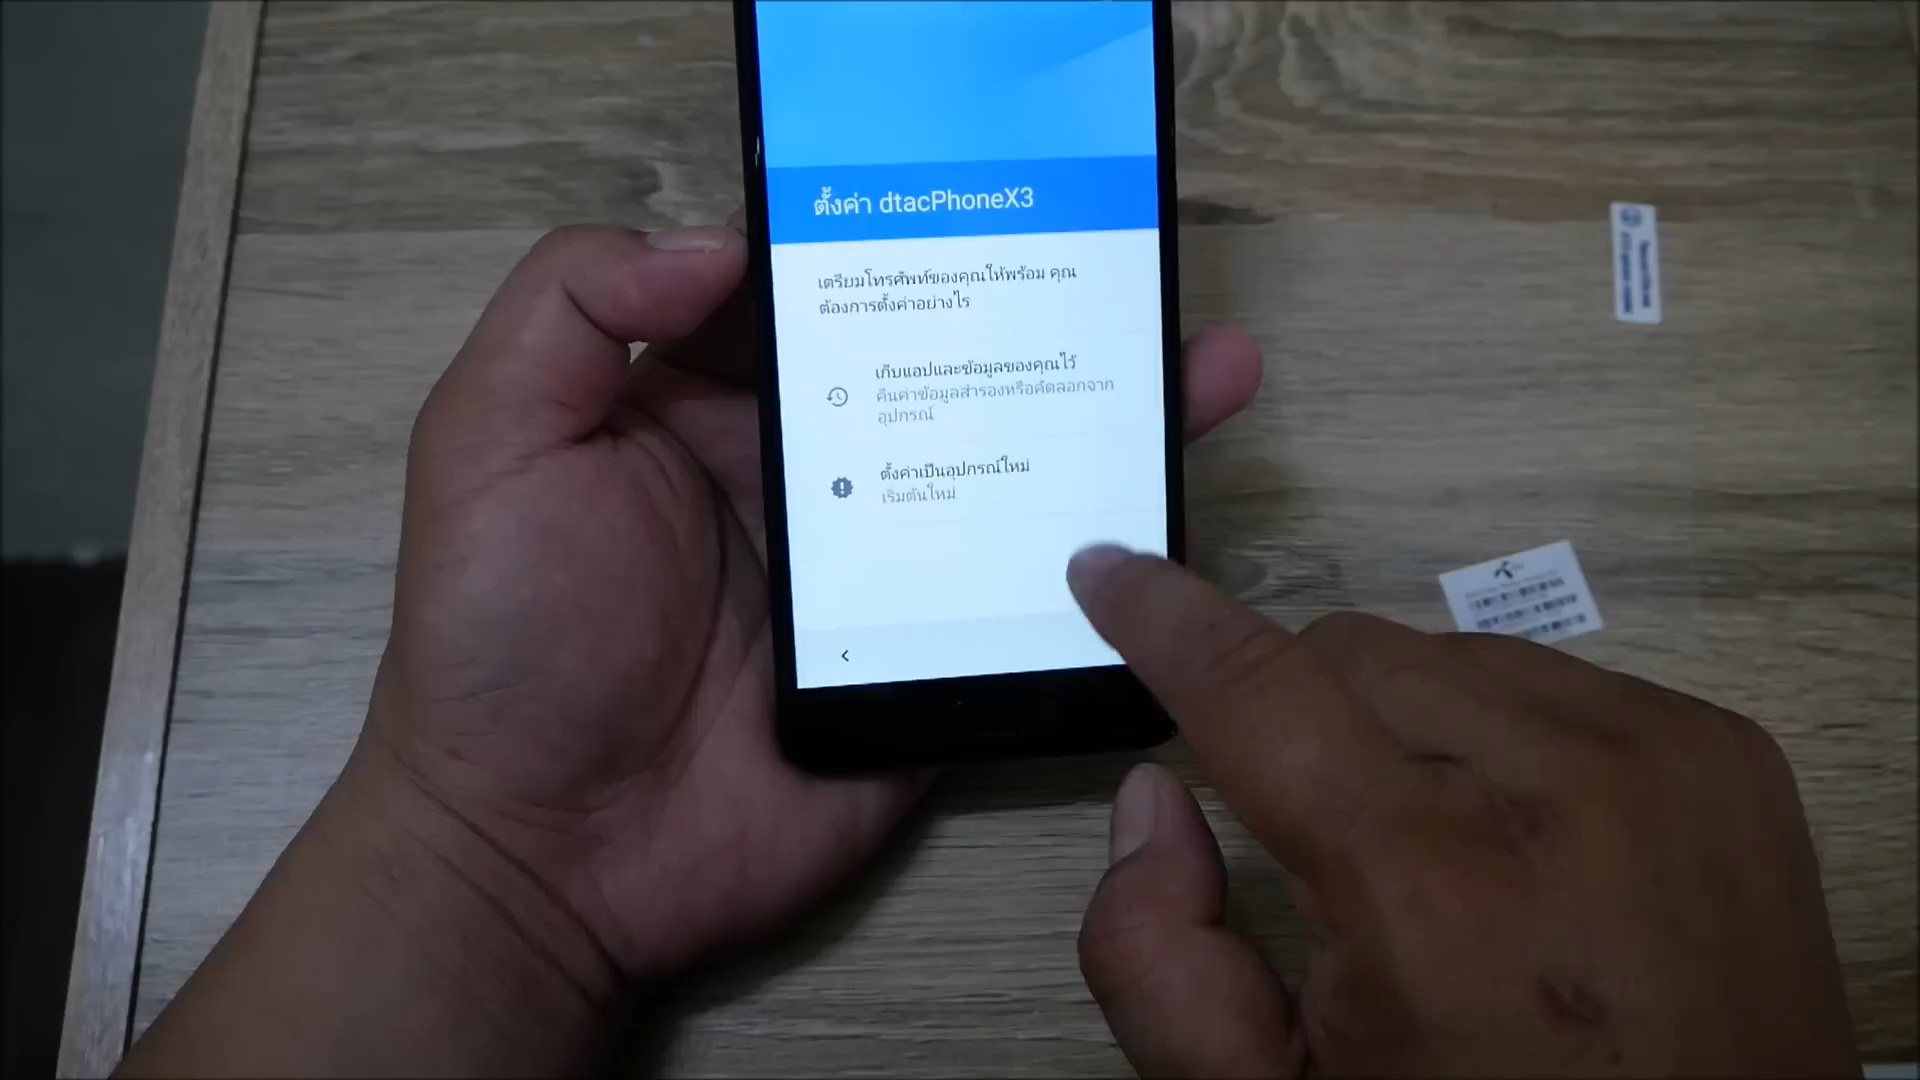 ตั้งค่า dtacPhoneX3
เตรียมโทรศัพท์ของคุณให้พร้อม คุณ
ต้องการตั้งค่าอย่างไร
เก็บแอปและข้อมูลของคุณไว้
คืนค่าข้อมูลสำรองหรือคัดลอกจาก
อุปกรณ์
ตั้งค่าเป็นอุปกรณ์ใหม่
เริ่มต้นใหม่